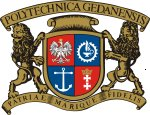 POLYTECHNICA GEDANENSIS
PATRIAE MARIQUE FIDELIS